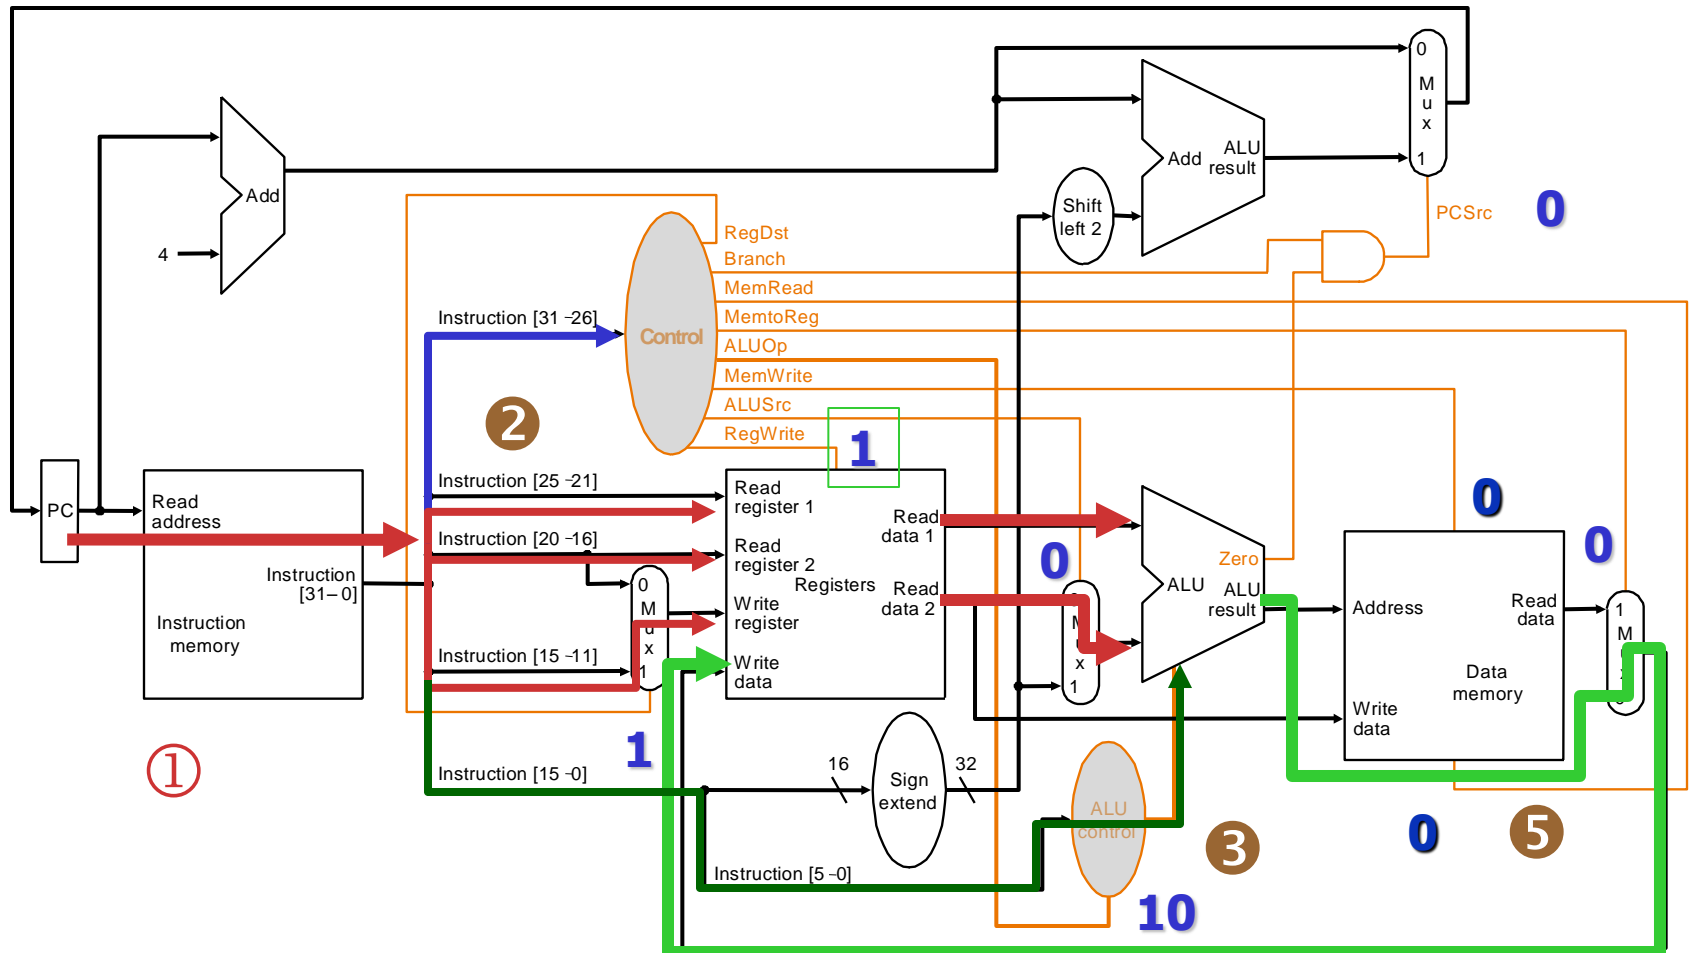 0
M
u
x
1
Add
ALU
result
Add
4
Shift
left 2
PCSrc
0
RegDst
Branch
MemRead
MemtoReg
ALUOp
MemWrite
ALUSrc
RegWrite
Control
Instruction [31-26]
2
1
Instruction [25-21]
Instruction [20-16]
Instruction [15-11]
PC
Read
address
Instruction
[31-0]
Instruction
memory
0
M
u
x
1
Read
register 1
Read
register 2
Write
register
Write
data
Registers
Read
data 1
Read
data 2
0
M
x
1
Zero
ALU
ALU
result
0
0
Address
Read
data
Write
data
Data
memory
1
M
1
1
Instruction [15-0]
16
Sign
extend
32
ALU
control
Instruction [5-0]
3
10
0
5